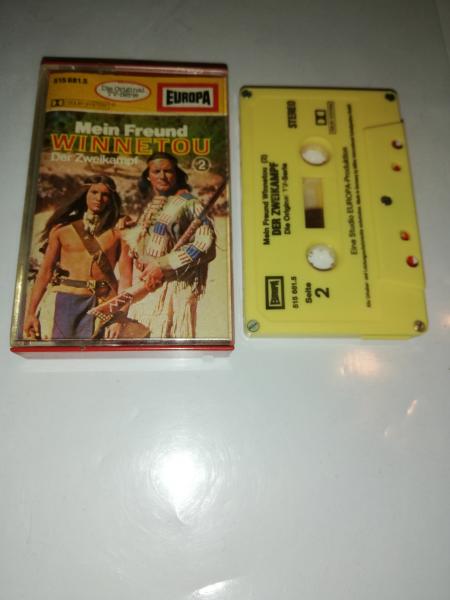 515 681.5
Die Original
TV-Serie
EUROPA
Mein Freund
WINNETOU
Der Zweikampf 2
STEREO
Mein Freund Winnetou (2)
DER ZWEIKAMPF
Die Original TV-Serie
Eine Studio EUROPA-Produktion
EUROPA
515 681.5
Seite
2